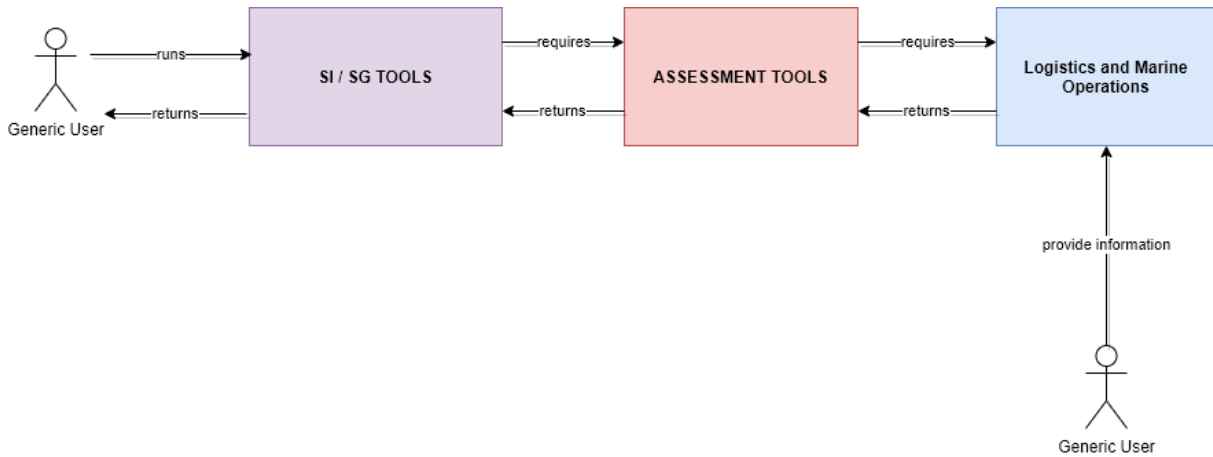 runs
requires
requires
SI / SG TOOLS
ASSESSMENT TOOLS
Logistics and Marine
Operations
returns
returns
returns
Generic User
provide information
Generic User